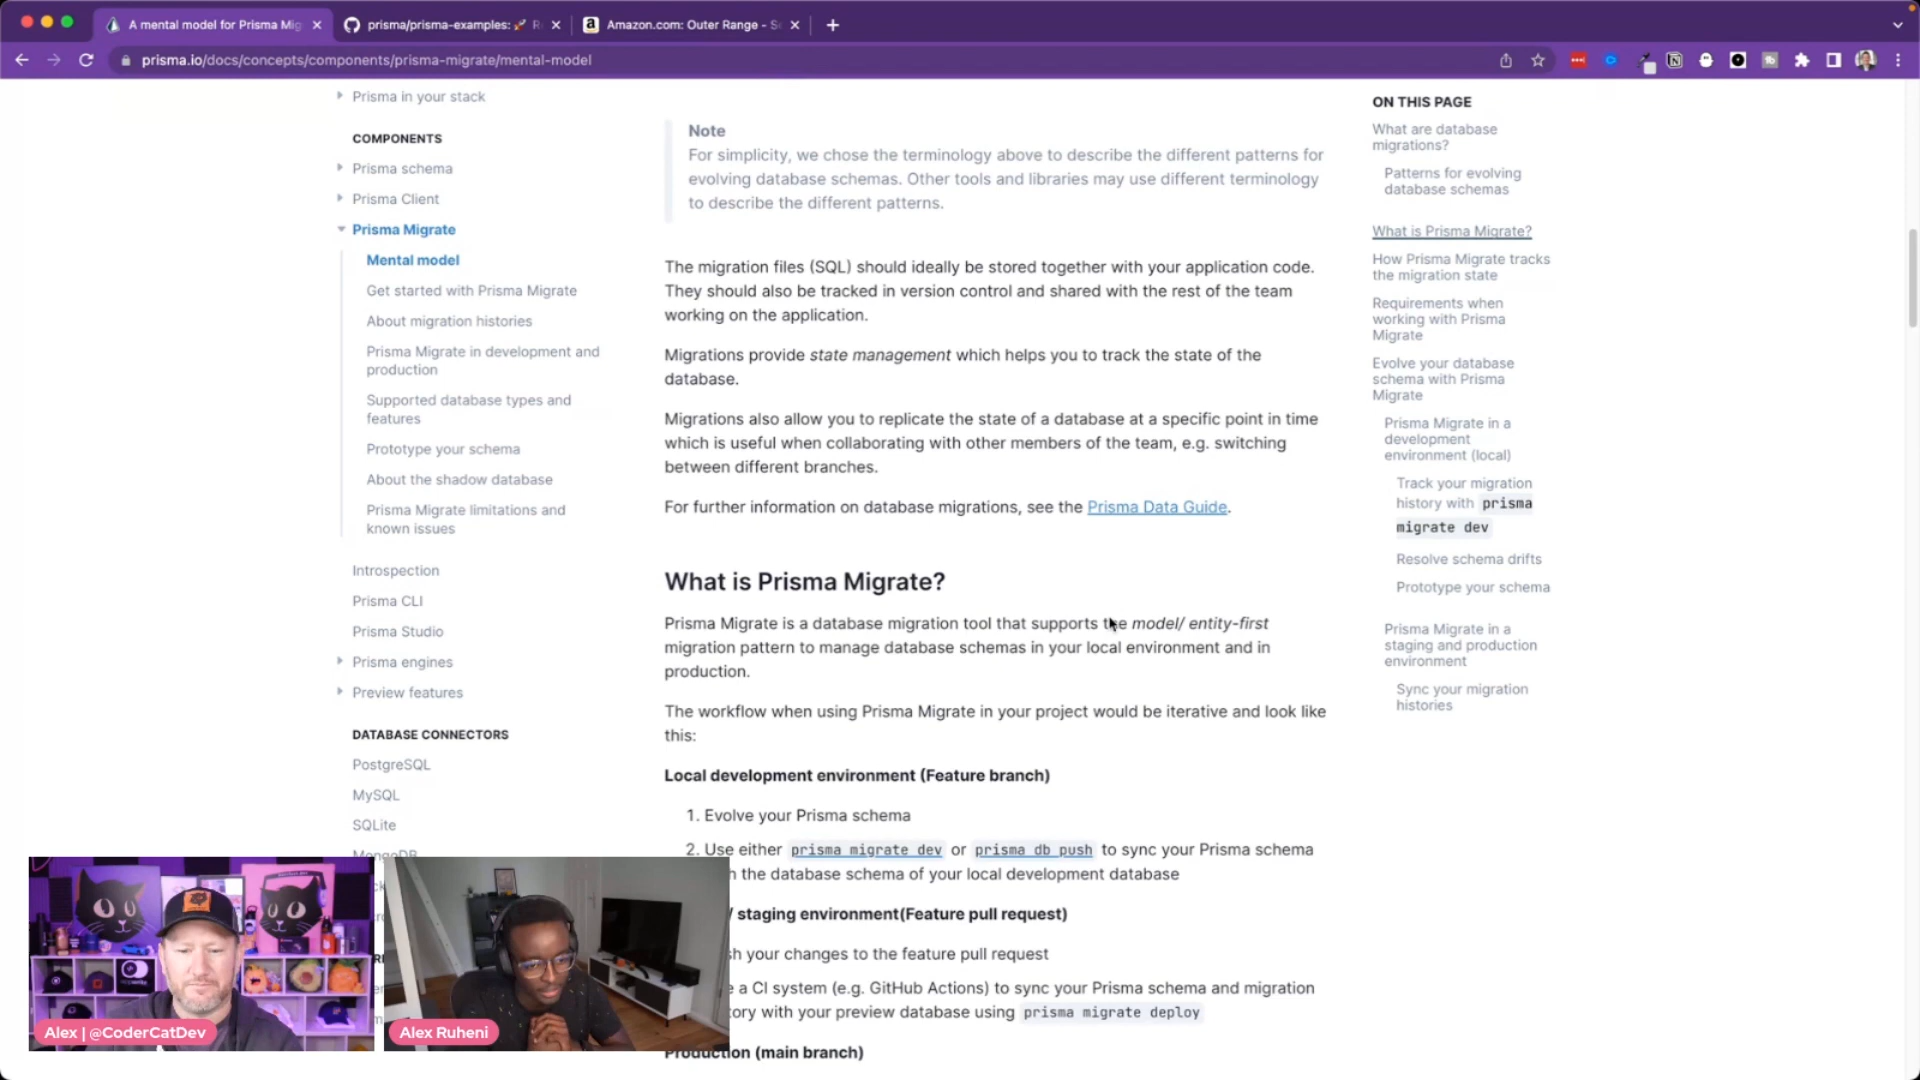 A mental model for Prisma Mig
prisma/prisma-examples: 🚀 R
Amazon.com: Outer Range - Se
prisma.io/docs/concepts/components/prisma-migrate/mental-model
Prisma in your stack
COMPONENTS
Prisma schema
Prisma Client
Prisma Migrate
Mental model
Get started with Prisma Migrate
About migration histories
Prisma Migrate in development and
production
Supported database types and
features
Prototype your schema
About the shadow database
Prisma Migrate limitations and
known issues
Introspection
Prisma CLI
Prisma Studio
Prisma engines
Preview features
DATABASE CONNECTORS
PostgreSQL
MySQL
SQLite
MongoDB
Note
For simplicity, we chose the terminology above to describe the different patterns for
evolving database schemas. Other tools and libraries may use different terminology
to describe the different patterns.
The migration files (SQL) should ideally be stored together with your application code.
They should also be tracked in version control and shared with the rest of the team
working on the application.
Migrations provide state management which helps you to track the state of the
database.
Migrations also allow you to replicate the state of a database at a specific point in time
which is useful when collaborating with other members of the team, e.g. switching
between different branches.
For further information on database migrations, see the Prisma Data Guide.
What is Prisma Migrate?
Prisma Migrate is a database migration tool that supports the model/ entity-first
migration pattern to manage database schemas in your local environment and in
production.
The workflow when using Prisma Migrate in your project would be iterative and look like
this:
Local development environment (Feature branch)
1. Evolve your Prisma schema
2. Use either prisma migrate dev or prisma db push to sync your Prisma schema
the database schema of your local development database
/ staging environment(Feature pull request)
your changes to the feature pull request
a CI system (e.g. GitHub Actions) to sync your Prisma schema and migration
with your preview database using prisma migrate deploy
Production (main branch)
ON THIS PAGE
What are database
migrations?
Patterns for evolving
database schemas
What is Prisma Migrate?
How Prisma Migrate tracks
the migration state
Requirements when
working with Prisma
Migrate
Evolve your database
schema with Prisma
Migrate
Prisma Migrate in a
development
environment (local)
Track your migration
history with prisma
migrate dev
Resolve schema drifts
Prototype your schema
Prisma Migrate in a
staging and production
environment
Sync your migration
histories
Alex | @CoderCatDev
Alex Ruheni